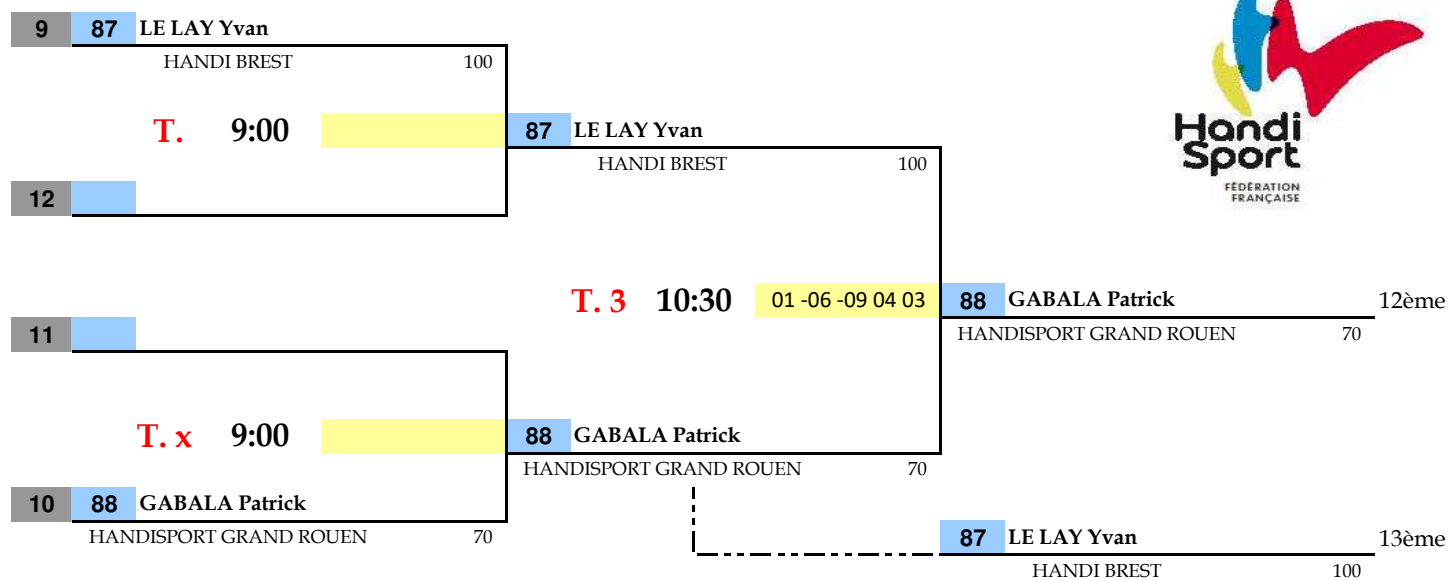 9 87 LE LAY Yvan
HANDI BREST 100
T. 9:00
87 LE LAY Yvan
HANDI BREST 100
12
Handi
Sport
FÉDÉRATION
FRANÇAISE
T. 3 10:30 01 -06 -09 04 03
88 GABALA Patrick 12ème
HANDISPORT GRAND ROUEN 70
11
T. x 9:00
88 GABALA Patrick
HANDISPORT GRAND ROUEN 70
10 88 GABALA Patrick
HANDISPORT GRAND ROUEN 70
87 LE LAY Yvan 13ème
HANDI BREST 100